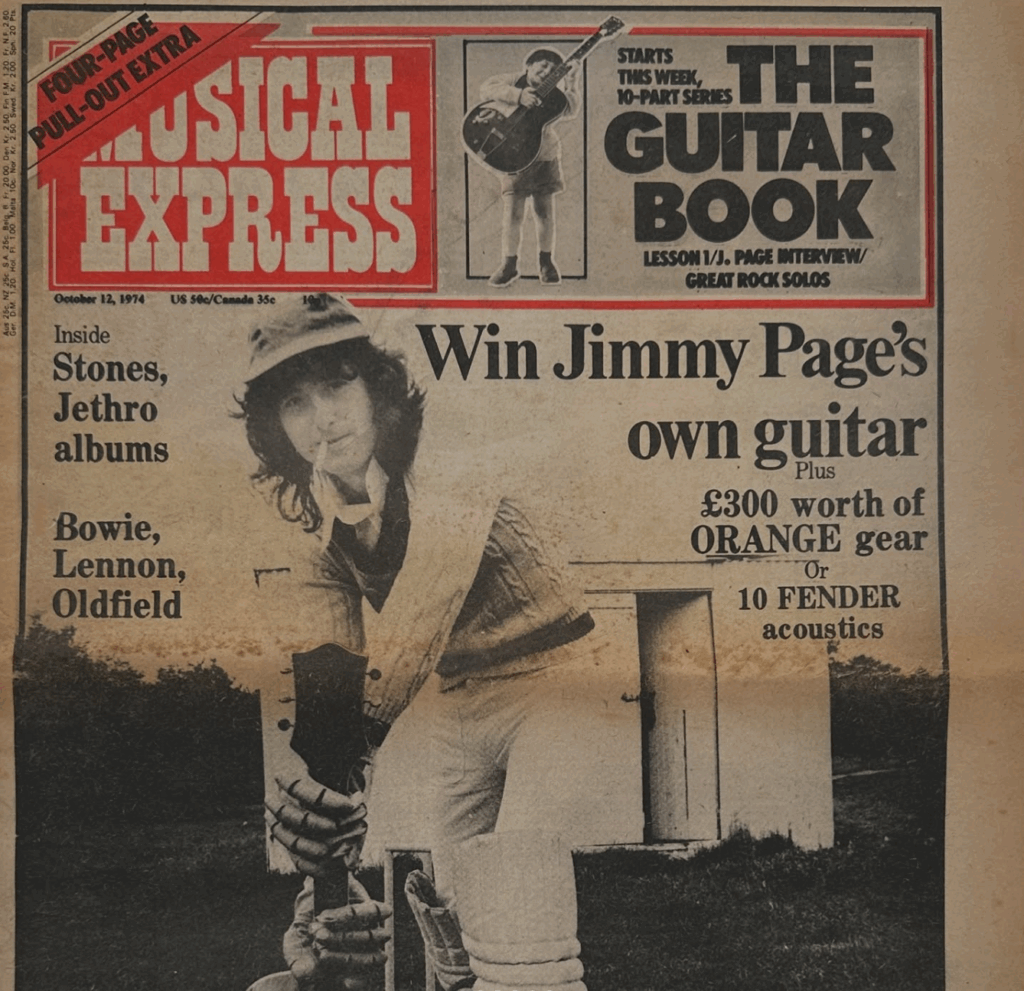 FOUR-PAGE
PULL-OUT EXTRA
MUSICAL
EXPRESS
STARTS
THIS WEEK,
10-PART SERIES
THE
GUITAR
BOOK
LESSON 1/J. PAGE INTERVIEW/
GREAT ROCK SOLOS
October 12, 1974 US 50c/Canada 35c
Inside
Stones,
Jethro
albums
Bowie,
Lennon,
Oldfield
Win Jimmy Page's
own guitar
Plus
£300 worth of
ORANGE gear
Or
10 FENDER
acoustics